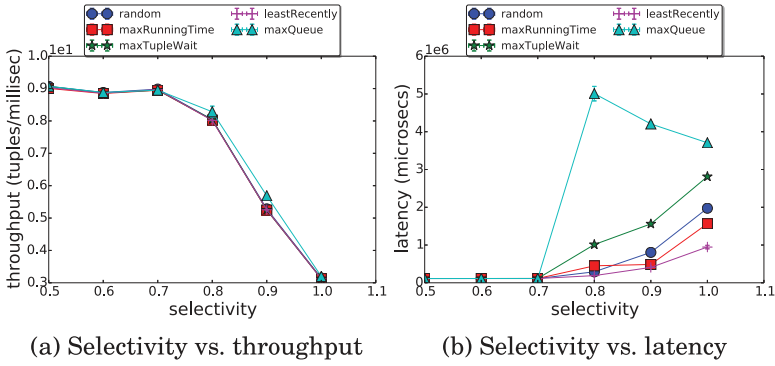 random
leastRecently
maxRunningTime
maxQueue
maxTupleWait
1.0 1e1
0.9
0.8
0.7
0.6
0.5
0.4
0.3
throughput (tuples/millisec)
0.5 0.6 0.7 0.8 0.9 1.0 1.1
selectivity
(a) Selectivity vs. throughput
random
leastRecently
maxRunningTime
maxQueue
maxTupleWait
6 1e6
5
4
3
2
1
0
latency (microsecs)
0.5 0.6 0.7 0.8 0.9 1.0 1.1
selectivity
(b) Selectivity vs. latency